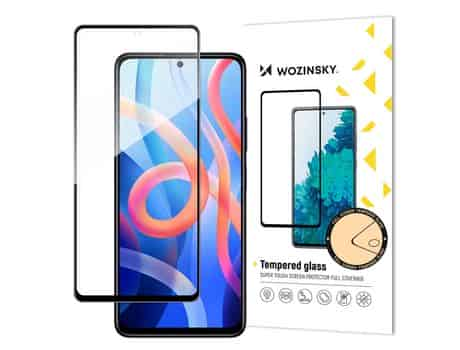 WOZINSKY.
Tempered glass
SUPER TOUGH SCREEN PROTECTOR FULL COVERAGE